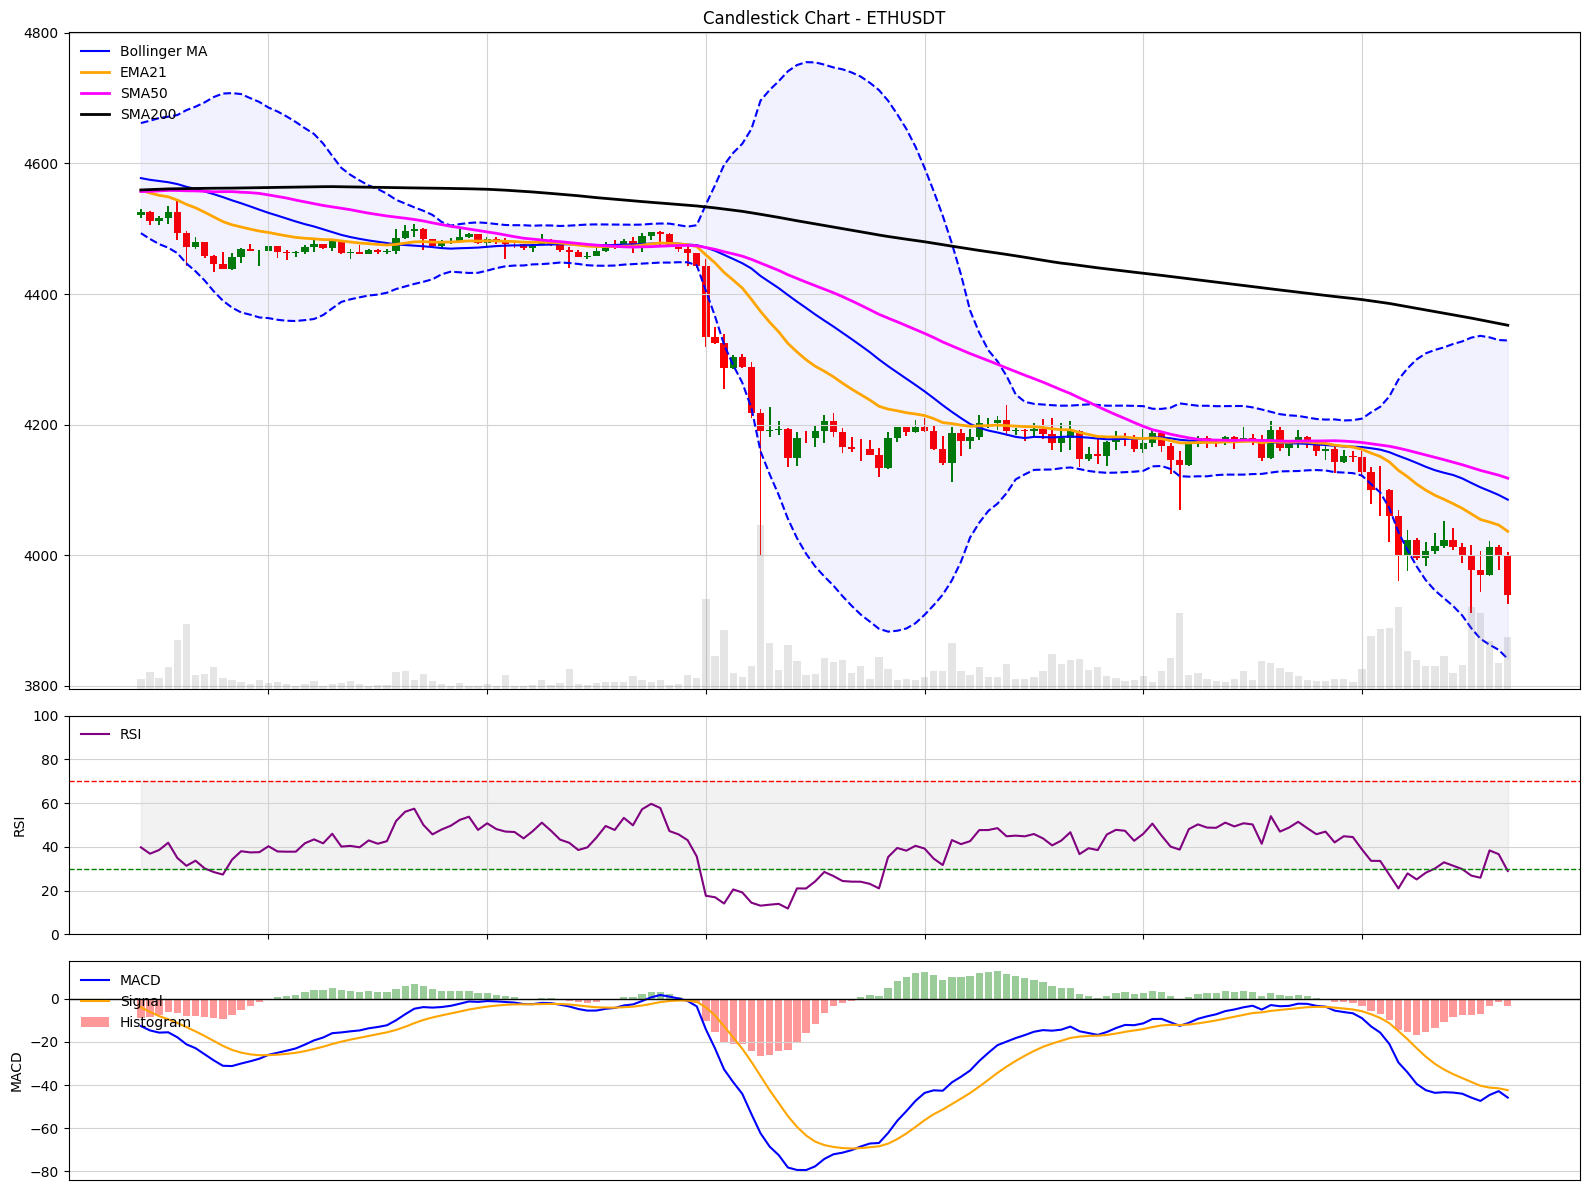 Candlestick Chart - ETHUSDT
4800
Bollinger MA
EMA21
SMA50
SMA200
4600
4400
4200
4000
3800
100
RSI
80
60
RSI
40
20
0
MACD
0
Signal
Histogram
−20
MACD
−40
−60
−80